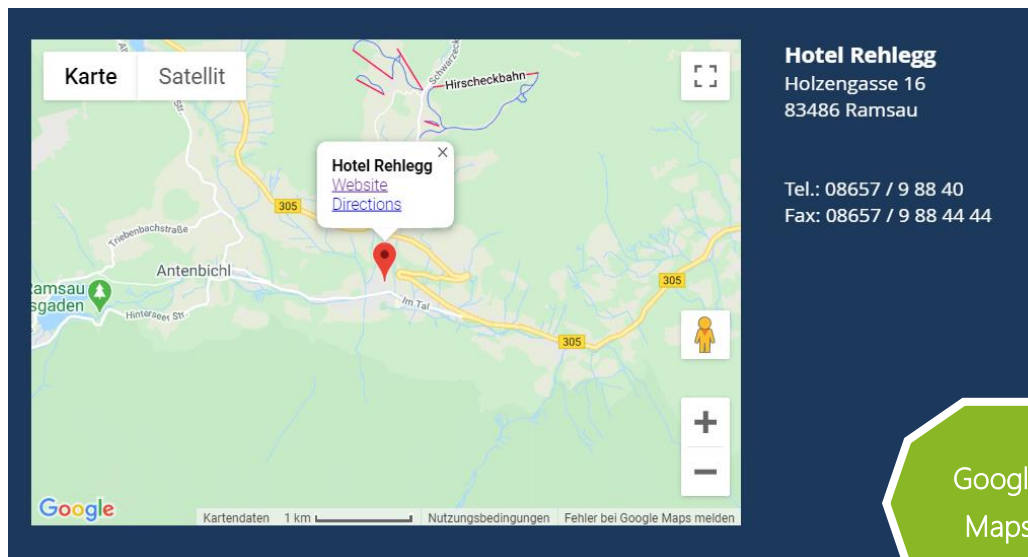 Karte
Satellit
Hirscheckbahn
Hotel Rehlegg
Website
Directions
305
Triebenbachstraße
Antenbichl
305
Hinterseer Str.
Im Tal
305
Google
Kartendaten
1 km
Nutzungsbedingungen
Fehler bei Google Maps melden
Hotel Rehlegg
Holzengasse 16
83486 Ramsau
Tel.: 08657 / 9 88 40
Fax: 08657 / 9 88 44 44
Maps